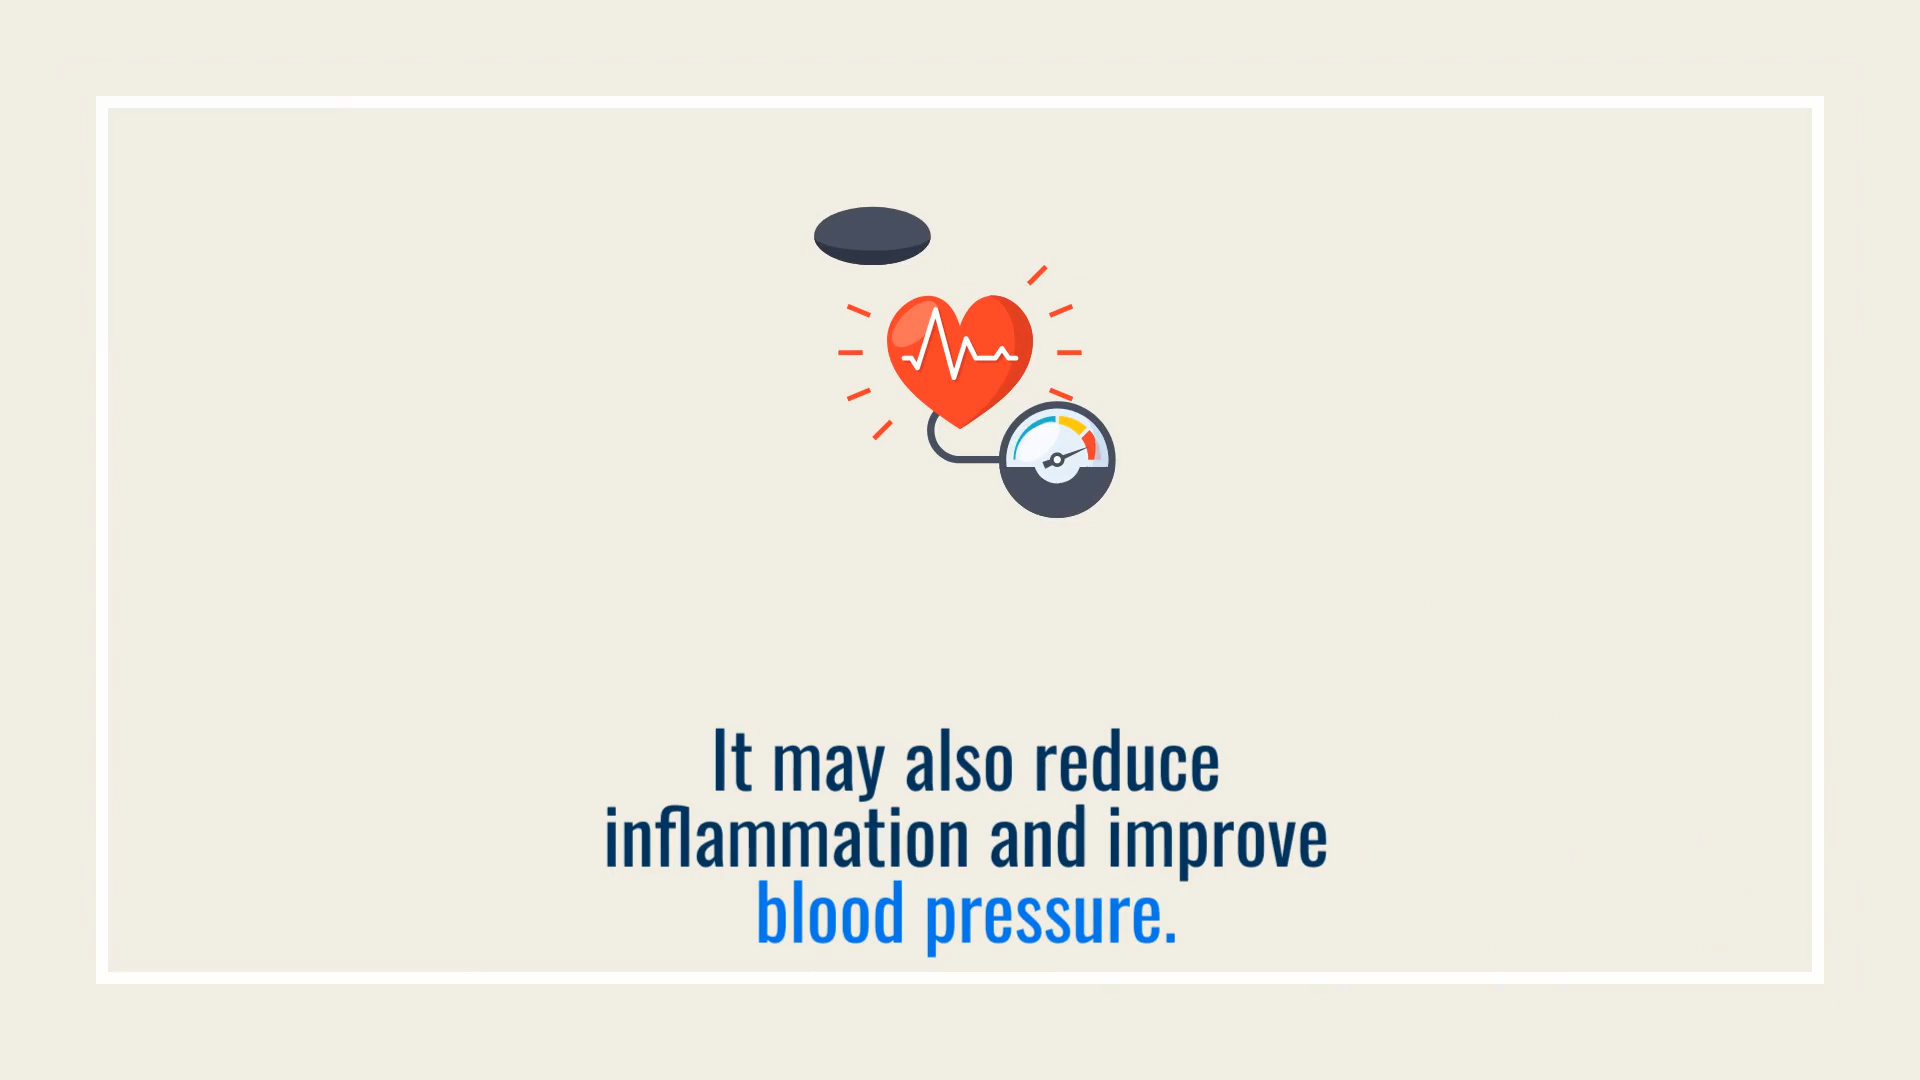 It may also reduce
inflammation and improve
blood pressure.